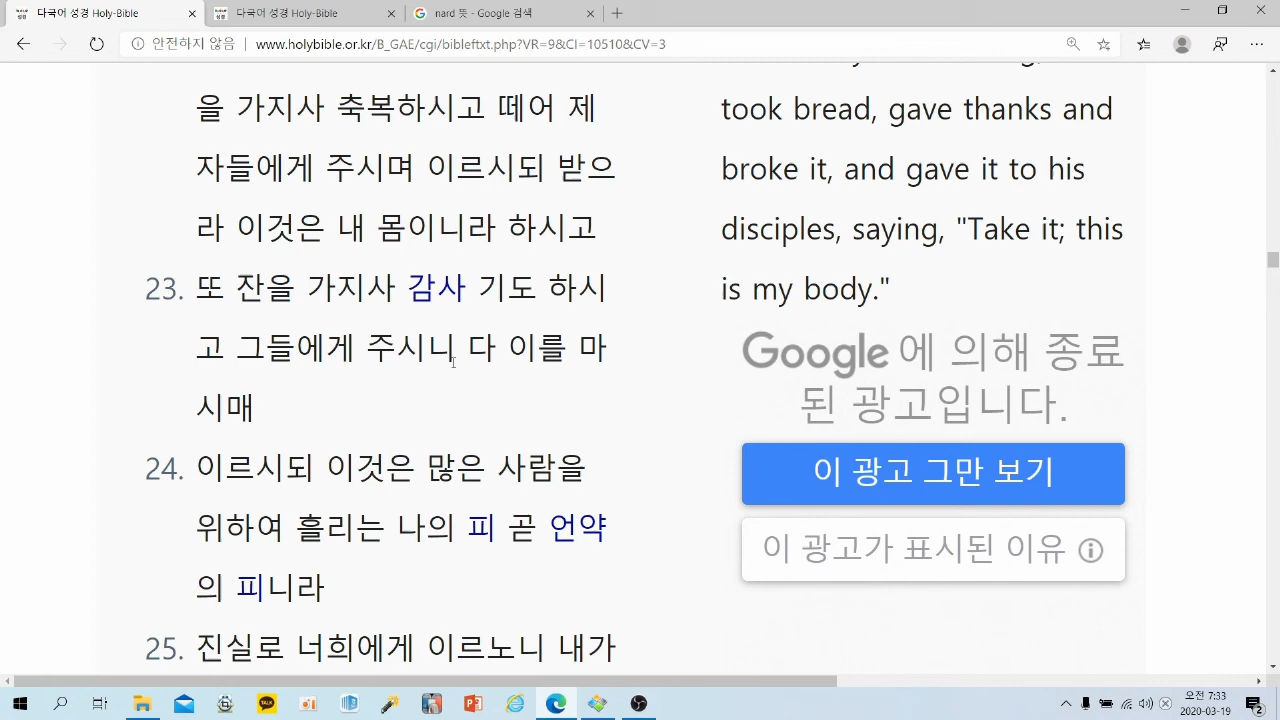 다국어 성경 Holy-Bible
다국어 성경 Holy-Bible
nard 뜻 - Google 검색
안전하지 않음
www.holybible.or.kr/B_GAE/cgi/bibleftxt.php?VR=9&CI=10510&CV=3
을 가지사 축복하시고 떼어 제
자들에게 주시며 이르시되 받으
라 이것은 내 몸이니라 하시고
23. 또 잔을 가지사 감사 기도 하시
고 그들에게 주시니 다 이를 마
시매
24. 이르시되 이것은 많은 사람을
위하여 흘리는 나의 피 곧 언약
의 피니라
25. 진실로 너희에게 이르노니 내가
took bread, gave thanks and
broke it, and gave it to his
disciples, saying, "Take it; this
is my body."
Google 에 의해 종료
된 광고입니다.
이 광고 그만 보기
이 광고가 표시된 이유
TALK
오전 7:33
2020-03-19
2